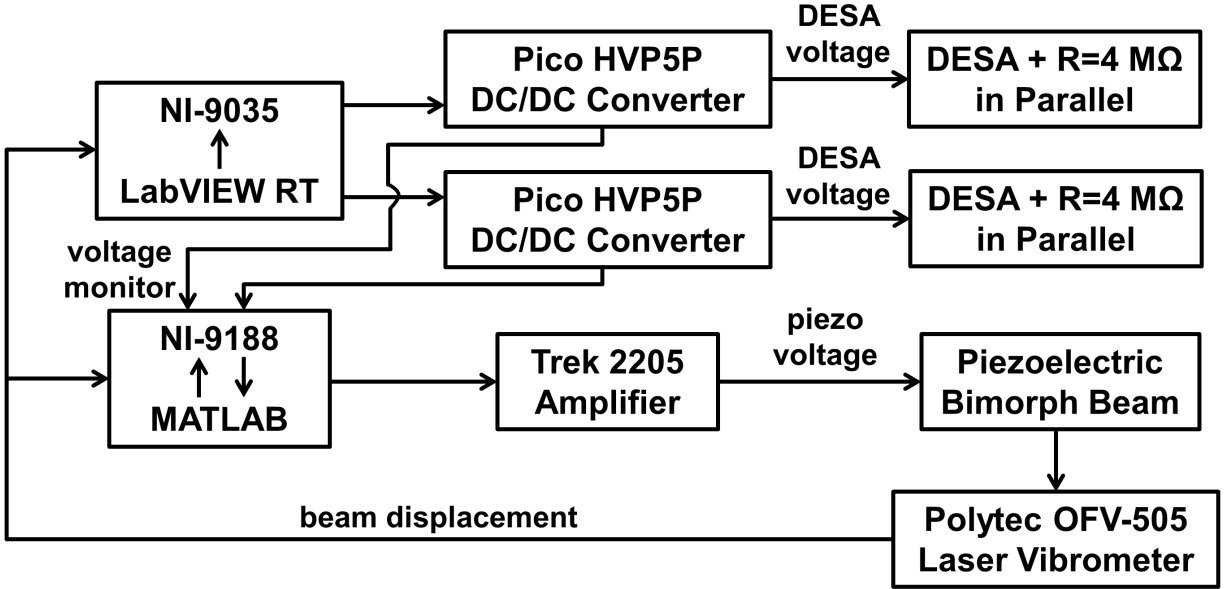 NI-9035
LabVIEW RT
Pico HVP5P
DC/DC Converter
DESA
voltage
DESA + R=4 MΩ
in Parallel
Pico HVP5P
DC/DC Converter
DESA
voltage
DESA + R=4 MΩ
in Parallel
voltage
monitor
NI-9188
MATLAB
Trek 2205
Amplifier
piezo
voltage
Piezoelectric
Bimorph Beam
beam displacement
Polytec OFV-505
Laser Vibrometer